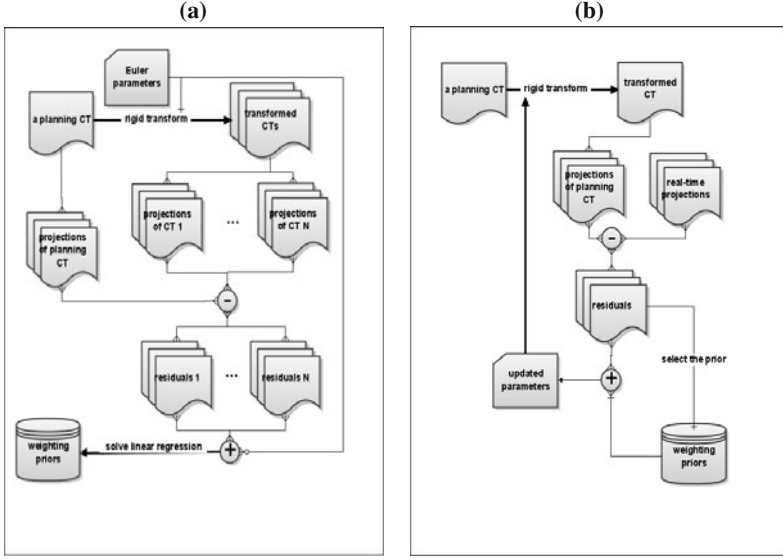 (a)
Euler
parameters
a planning CT
rigid transform
transformed
CTs
projections
of CT 1
...
projections
of CT N
projections
of planning
CT
-
residuals 1
...
residuals N
+
solve linear regression
weighting
priors
(b)
a planning CT
rigid transform
transformed
CT
projections
of planning
CT
real-time
projections
-
residuals
select the prior
updated
parameters
+
weighting
priors